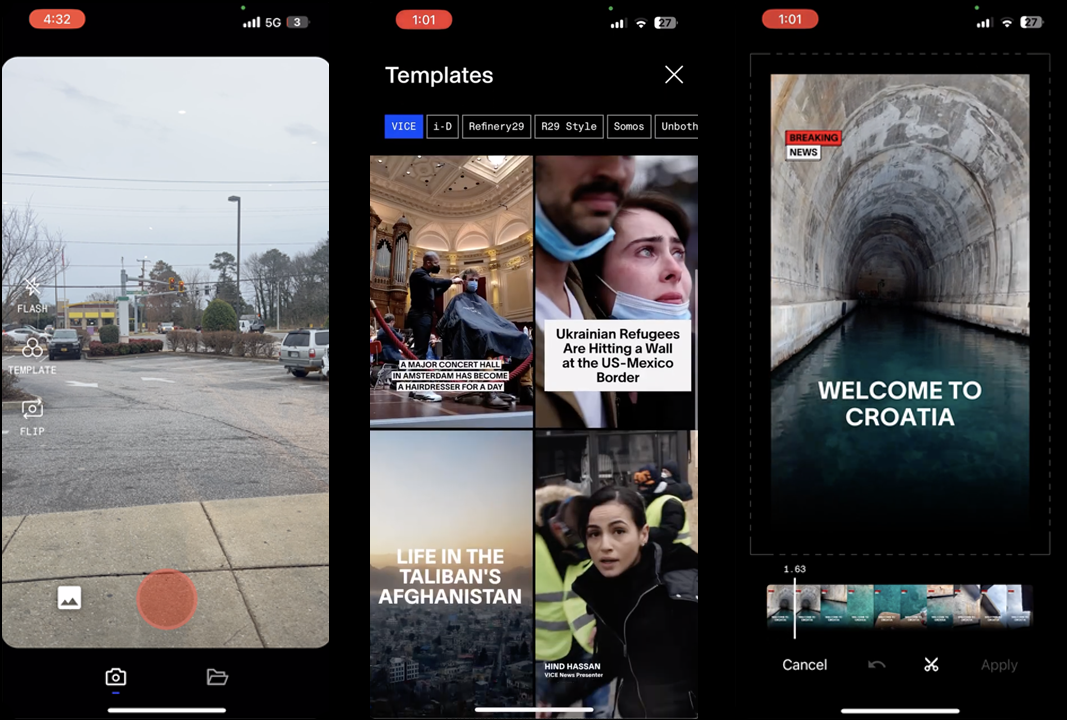 4:32
5G
3
FLASH
TEMPLATE
FLIP
1:01
27
Templates
VICE
i-D
Refinery29
R29 Style
Somos
Unboth
A MAJOR CONCERT HALL
IN AMSTERDAM HAS BECOME
A HAIRDRESSER FOR A DAY
Ukrainian Refugees
Are Hitting a Wall
at the US-Mexico
Border
LIFE IN THE
TALIBAN'S
AFGHANISTAN
HIND HASSAN
VICE News Presenter
1:01
27
BREAKING
NEWS
WELCOME TO
CROATIA
1.63
Cancel
Apply